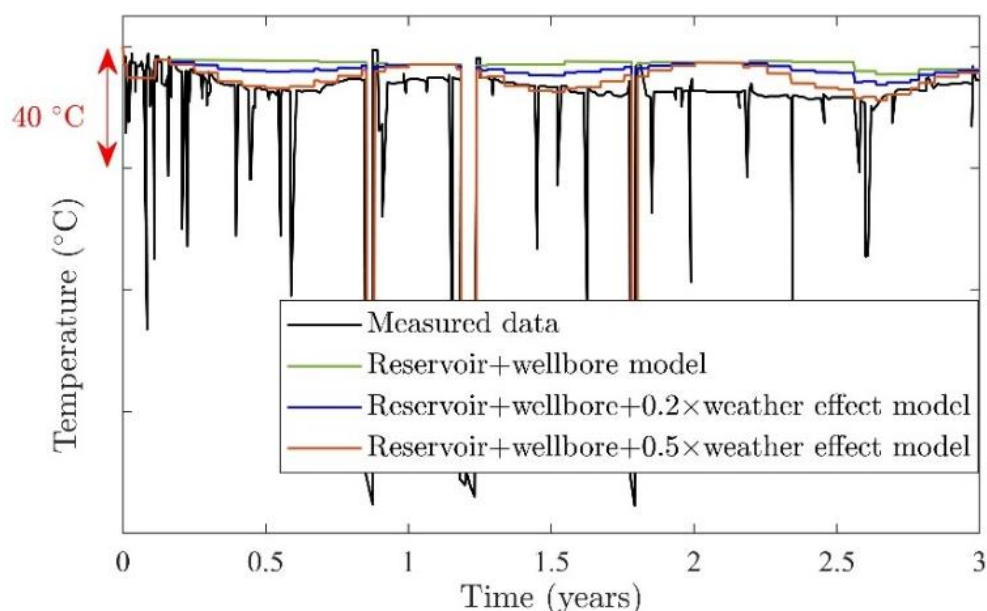 40 °C
Temperature (°C)
Measured data
Reservoir+wellbore model
Reservoir+wellbore+0.2×weather effect model
Reservoir+wellbore+0.5×weather effect model
0
0.5
1
1.5
2
2.5
3
Time (years)